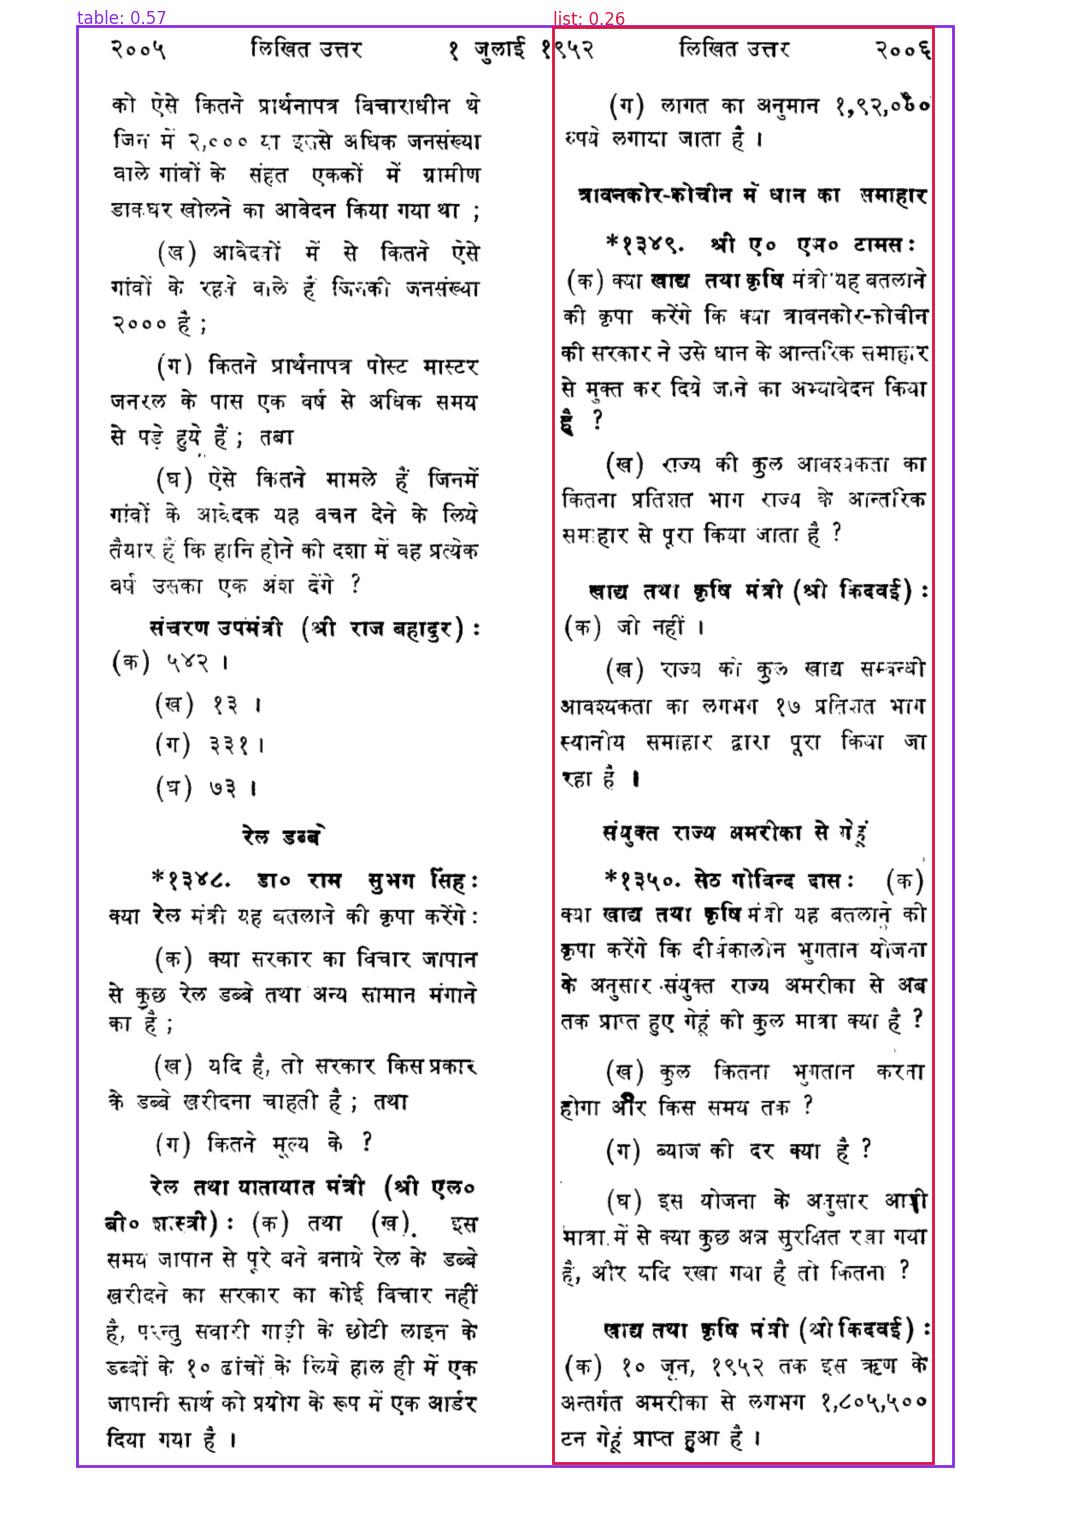 table: 0.57
list: 0.26
२००५ लिखित उत्तर १ जुलाई १९५२ लिखित उत्तर २००६
को ऐसे कितने प्रार्थनापत्र विचाराधीन थे
जिन में २,००० या इससे अधिक जनसंख्या
वाले गांवों के संहत एककों में ग्रामीण
डाकघर खोलने का आवेदन किया गया था ;
(ख) आवेदनों में से कितने ऐसे
गांवों के रहने वाले हैं जिनकी जनसंख्या
२००० है ;
(ग) कितने प्रार्थनापत्र पोस्ट मास्टर
जनरल के पास एक वर्ष से अधिक समय
से पड़े हुये हैं ; तथा
(घ) ऐसे कितने मामले हैं जिनमें
गांवों के आवेदक यह वचन देने के लिये
तैयार हैं कि हानि होने की दशा में वह प्रत्येक
वर्ष उसका एक अंश देंगे ?
संचरण उपमंत्री (श्री राज बहादुर) :
(क) ५४२ ।
(ख) १३ ।
(ग) ३३१ ।
(घ) ७३ ।
रेल डब्बे
*१३४८. डा० राम सुभग सिंह :
क्या रेल मंत्री यह बतलाने की कृपा करेंगे :
(क) क्या सरकार का विचार जापान
से कुछ रेल डब्बे तथा अन्य सामान मंगाने
का है ;
(ख) यदि है, तो सरकार किस प्रकार
के डब्बे खरीदना चाहती है ; तथा
(ग) कितने मूल्य के ?
रेल तथा यातायात मंत्री (श्री एल०
बी० शास्त्री) : (क) तथा (ख). इस
समय जापान से पूरे बने बनाये रेल के डब्बे
खरीदने का सरकार का कोई विचार नहीं
है, परन्तु सवारी गाड़ी के छोटी लाइन के
डब्बों के १० ढांचों के लिये हाल ही में एक
जापानी सार्थ को प्रयोग के रूप में एक आर्डर
दिया गया है ।
(ग) लागत का अनुमान १,९२,०००
रुपये लगाया जाता है ।
त्रावनकोर-कोचीन में धान का समाहार
*१३४९. श्री ए० एम० टामस :
(क) क्या खाद्य तथा कृषि मंत्री यह बतलाने
की कृपा करेंगे कि क्या त्रावनकोर-कोचीन
की सरकार ने उसे धान के आन्तरिक समाहार
से मुक्त कर दिये जाने का अभ्यावेदन किया
है ?
(ख) राज्य की कुल आवश्यकता का
कितना प्रतिशत भाग राज्य के आन्तरिक
समाहार से पूरा किया जाता है ?
खाद्य तथा कृषि मंत्री (श्री किदवई) :
(क) जी नहीं ।
(ख) राज्य की कुल खाद्य सम्बन्धी
आवश्यकता का लगभग १७ प्रतिशत भाग
स्थानीय समाहार द्वारा पूरा किया जा
रहा है ।
संयुक्त राज्य अमरीका से गेहूं
*१३५०. सेठ गोविन्द दास : (क)
क्या खाद्य तथा कृषि मंत्री यह बतलाने की
कृपा करेंगे कि दीर्घकालीन भुगतान योजना
के अनुसार संयुक्त राज्य अमरीका से अब
तक प्राप्त हुए गेहूं की कुल मात्रा क्या है ?
(ख) कुल कितना भुगतान करना
होगा और किस समय तक ?
(ग) ब्याज की दर क्या है ?
(घ) इस योजना के अनुसार आयी
मात्रा में से क्या कुछ अन्न सुरक्षित रखा गया
है, और यदि रखा गया है तो कितना ?
खाद्य तथा कृषि मंत्री (श्री किदवई) :
(क) १० जून, १९५२ तक इस ऋण के
अन्तर्गत अमरीका से लगभग १,८०५,५००
टन गेहूं प्राप्त हुआ है ।